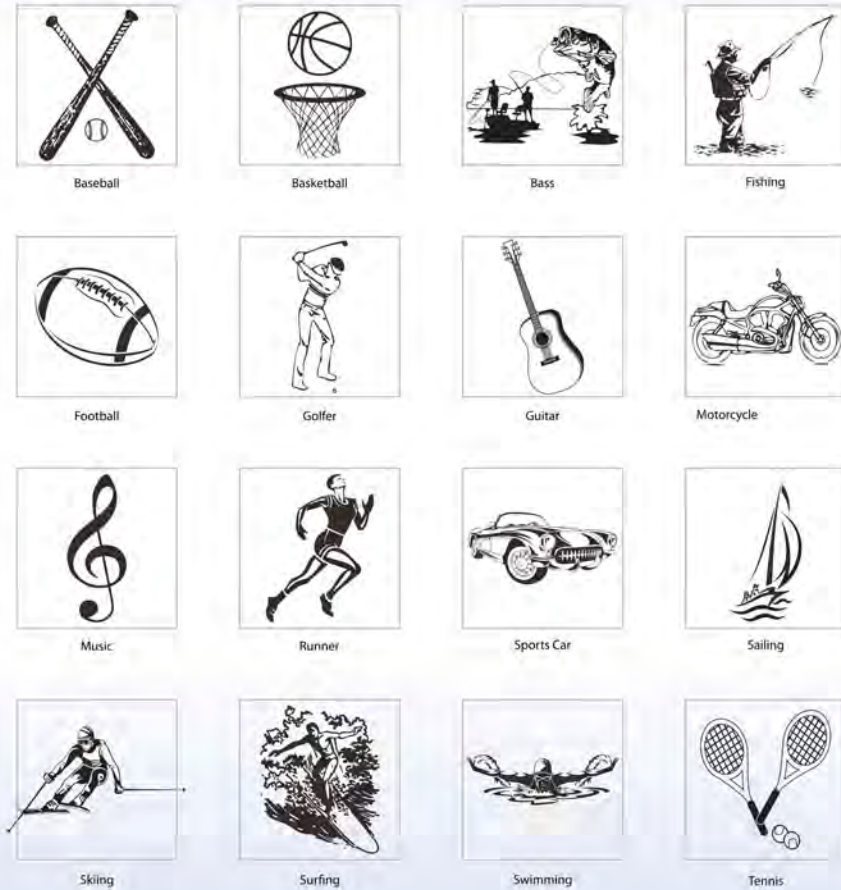 Baseball
Basketball
Bass
Fishing
Football
Golfer
Guitar
Motorcycle
Music
Runner
Sports Car
Sailing
Skiing
Surfing
Swimming
Tennis